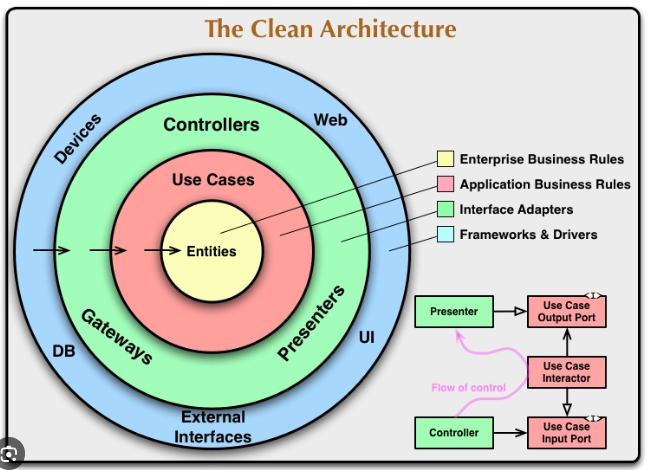 The Clean Architecture
Devices
Web
Controllers
Use Cases
Entities
Gateways
Presenters
DB
UI
External
Interfaces
Enterprise Business Rules
Application Business Rules
Interface Adapters
Frameworks & Drivers
Presenter
Use Case
Output Port
<I>
Flow of control
Use Case
Interactor
Controller
Use Case
Input Port
<I>